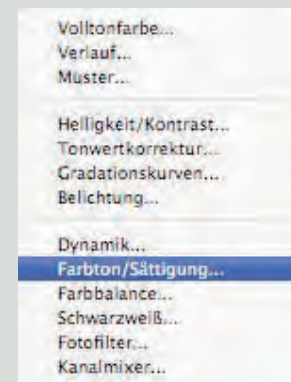 Volltonfarbe...
Verlauf...
Muster...
Helligkeit/Kontrast...
Tonwertkorrektur...
Gradationskurven...
Belichtung...
Dynamik...
Farbton/Sättigung...
Farbbalance...
Schwarzweiß...
Fotofilter...
Kanalmixer...